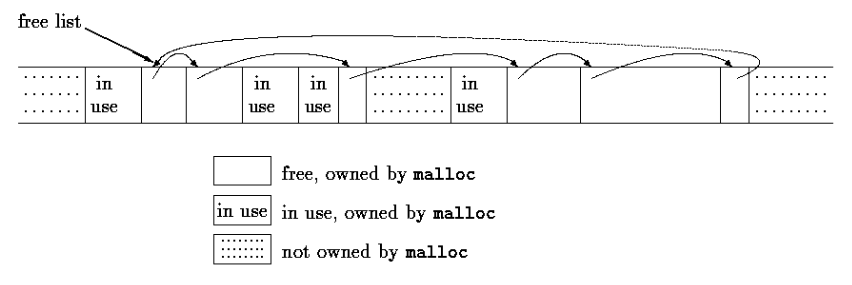 free list
in
use
in
use
in
use
in
use
free, owned by malloc
in use
in use, owned by malloc
not owned by malloc